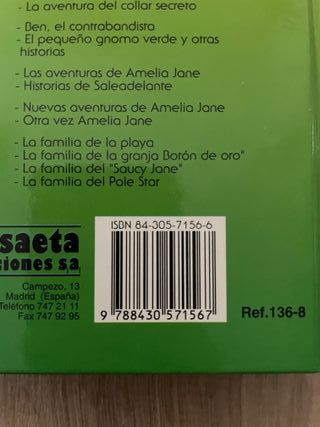 - La aventura del collar secreto
- Ben, el contrabandista
- El pequeño gnomo verde y otras
historias
- Las aventuras de Amelia Jane
- Historias de Saleadelante
- Nuevas aventuras de Amelia Jane
- Otra vez Amelia Jane
- La familia de la playa
- La familia de la granja Botón de oro"
- La familia del "Saucy Jane"
- La familia del Pole Star
saeta
ciones s.a.
Campezo, 13
Madrid (España)
Teléfono 747 21 11
Fax 747 92 95
ISBN 84-305-7156-6
9 788430 571567
Ref.136-8